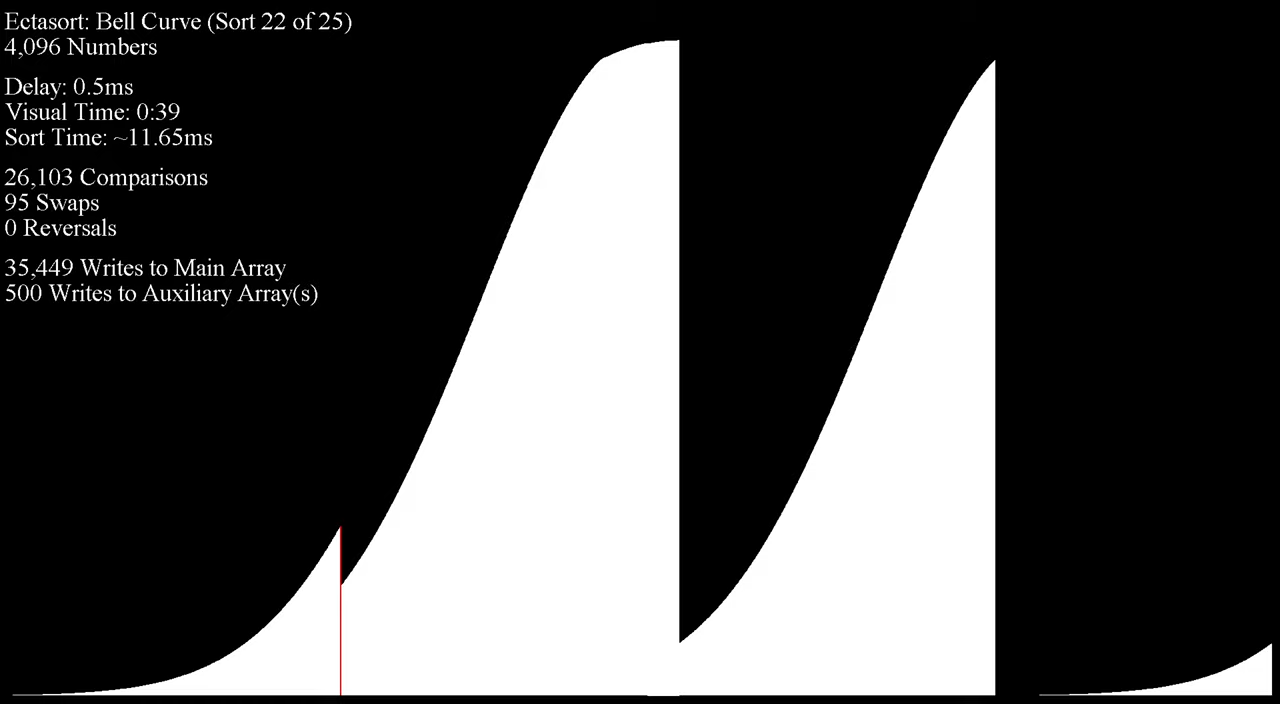 Ectasort: Bell Curve (Sort 22 of 25)
4,096 Numbers
Delay: 0.5ms
Visual Time: 0:39
Sort Time: ~11.65ms
26,103 Comparisons
95 Swaps
0 Reversals
35,449 Writes to Main Array
500 Writes to Auxiliary Array(s)